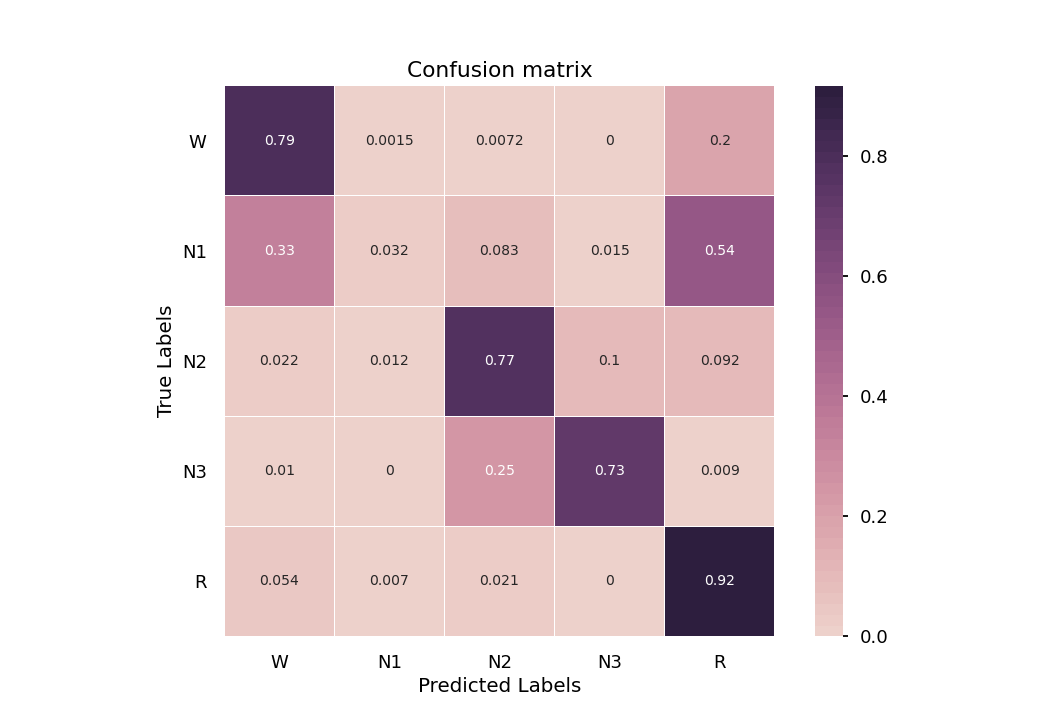 Confusion matrix
W 0.79 0.0015 0.0072 0 0.2
N1 0.33 0.032 0.083 0.015 0.54
N2 0.022 0.012 0.77 0.1 0.092
N3 0.01 0 0.25 0.73 0.009
R 0.054 0.007 0.021 0 0.92
W N1 N2 N3 R
Predicted Labels
True Labels
0.8
0.6
0.4
0.2
0.0